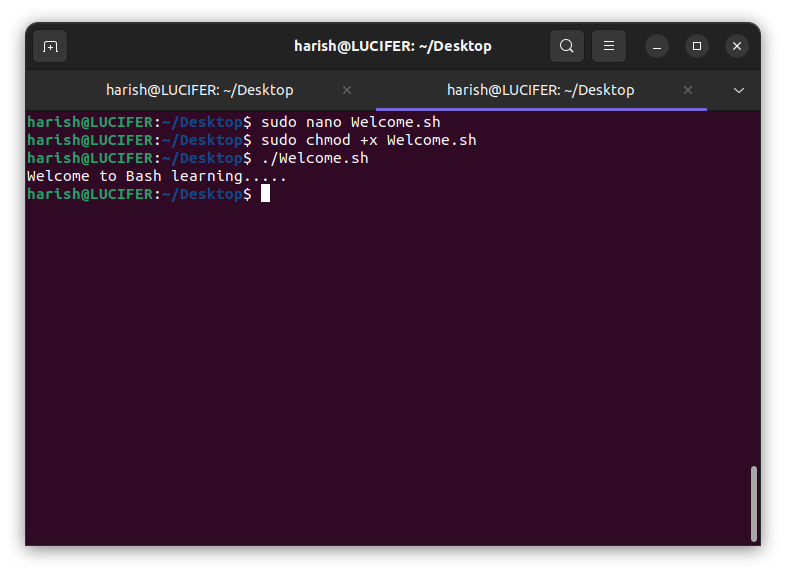 harish@LUCIFER: ~/Desktop
harish@LUCIFER: ~/Desktop harish@LUCIFER: ~/Desktop
harish@LUCIFER:~/Desktop$ sudo nano Welcome.sh
harish@LUCIFER:~/Desktop$ sudo chmod +x Welcome.sh
harish@LUCIFER:~/Desktop$ ./Welcome.sh
Welcome to Bash learning.....
harish@LUCIFER:~/Desktop$